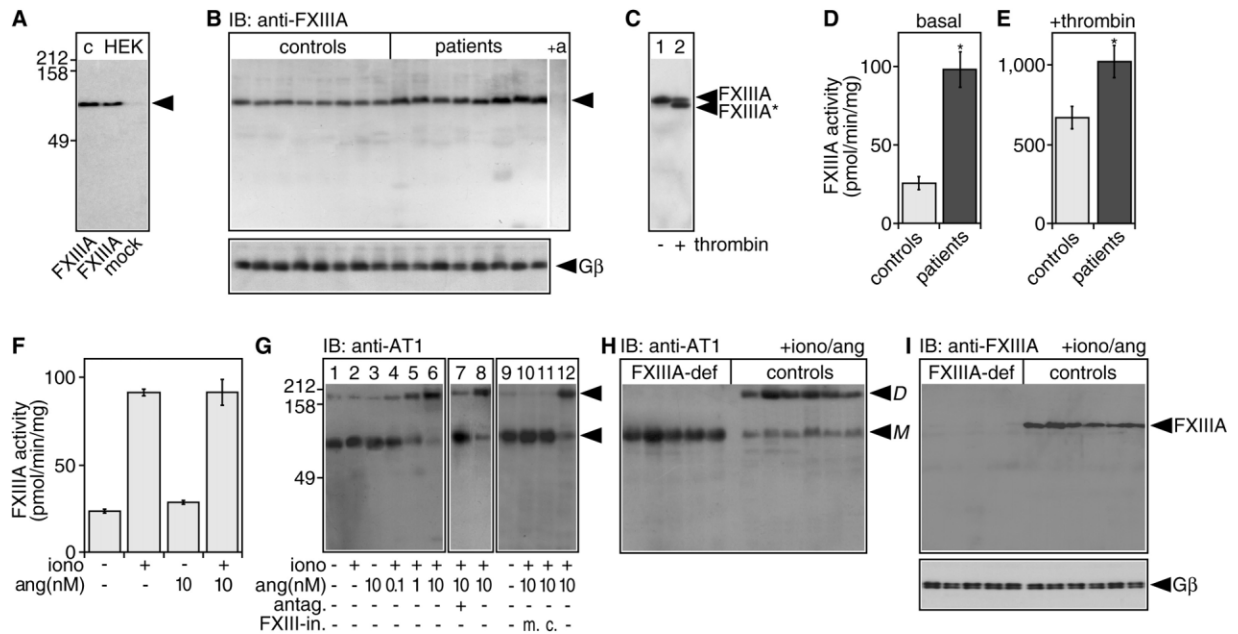 A
c HEK
212
158
49
FXIIIA
FXIIIA
mock
B IB: anti-FXIIIA
controls patients +a
Gβ
C
1 2
FXIIIA
FXIIIA*
- + thrombin
D basal
FXIIIA activity
(pmol/min/mg)
100
50
0
*
controls
patients
E +thrombin
1,000
500
0
*
controls
patients
F
FXIIIA activity
(pmol/min/mg)
100
50
0
iono - + - +
ang(nM) - - 10 10
G IB: anti-AT1
1 2 3 4 5 6 7 8 9 10 11 12
212
158
49
- + - + + + + + - + + +
- - 10 0.1 1 10 10 10 - 10 10 10
antag. - - - - - - + - - - - -
FXIII-in. - - - - - - - - - m. c. -
H IB: anti-AT1 +iono/ang
FXIIIA-def controls
D
M
I IB: anti-FXIIIA +iono/ang
FXIIIA-def controls
FXIIIA
Gβ